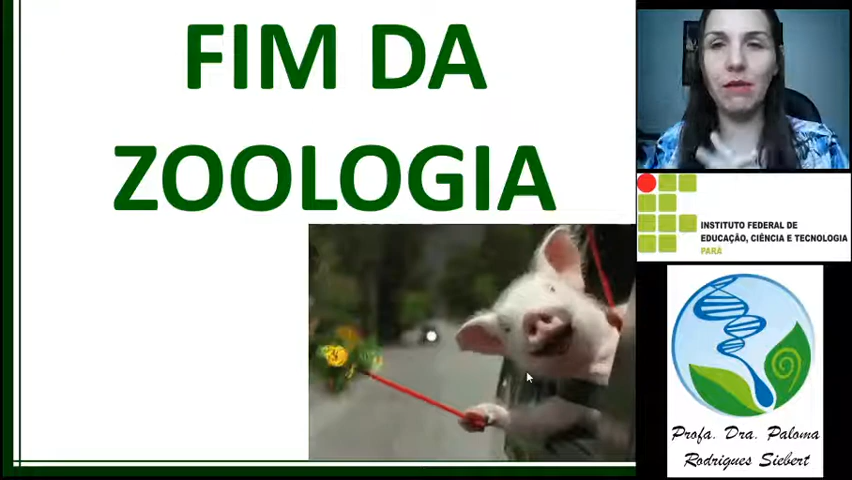 FIM DA
ZOOLOGIA
INSTITUTO FEDERAL DE
EDUCAÇÃO, CIÊNCIA E TECNOLOGIA
PARÁ
Profa. Dra. Paloma
Rodrigues Siebert